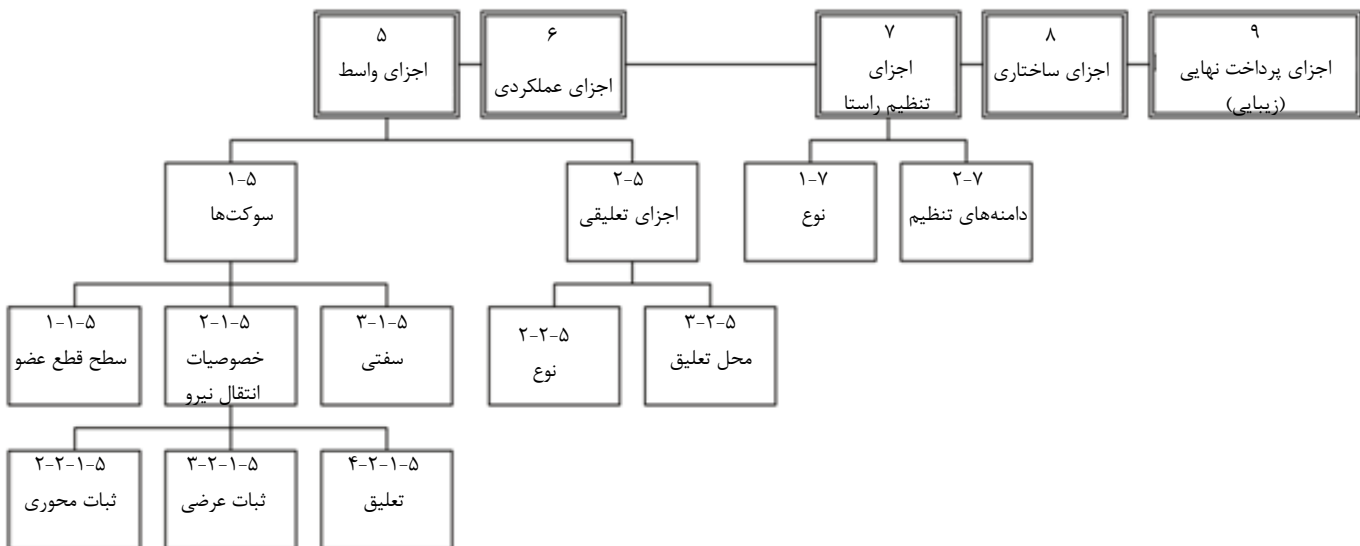 ۵
اجزای واسط
۶
اجزای عملکردی
۷
اجزای
تنظیم راستا
۸
اجزای ساختاری
۹
اجزای پرداخت نهایی
(زیبایی)
۱-۵
سوکت‌ها
۲-۵
اجزای تعلیقی
۱-۷
نوع
۲-۷
دامنه‌های تنظیم
۱-۱-۵
سطح قطع عضو
۲-۱-۵
خصوصیات
انتقال نیرو
۳-۱-۵
سفتی
۲-۲-۵
نوع
۳-۲-۵
محل تعلیق
۲-۲-۱-۵
ثبات محوری
۳-۲-۱-۵
ثبات عرضی
۴-۲-۱-۵
تعلیق